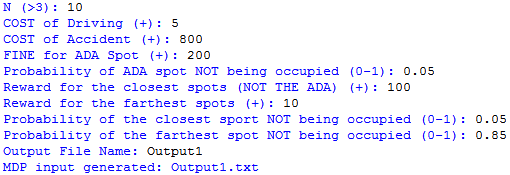 N (>3): 10
COST of Driving (+): 5
COST of Accident (+): 800
FINE for ADA Spot (+): 200
Probability of ADA spot NOT being occupied (0-1): 0.05
Reward for the closest spots (NOT THE ADA) (+): 100
Reward for the farthest spots (+): 10
Probability of the closest sport NOT being occupied (0-1): 0.05
Probability of the farthest spot NOT being occupied (0-1): 0.85
Output File Name: Output1
MDP input generated: Output1.txt